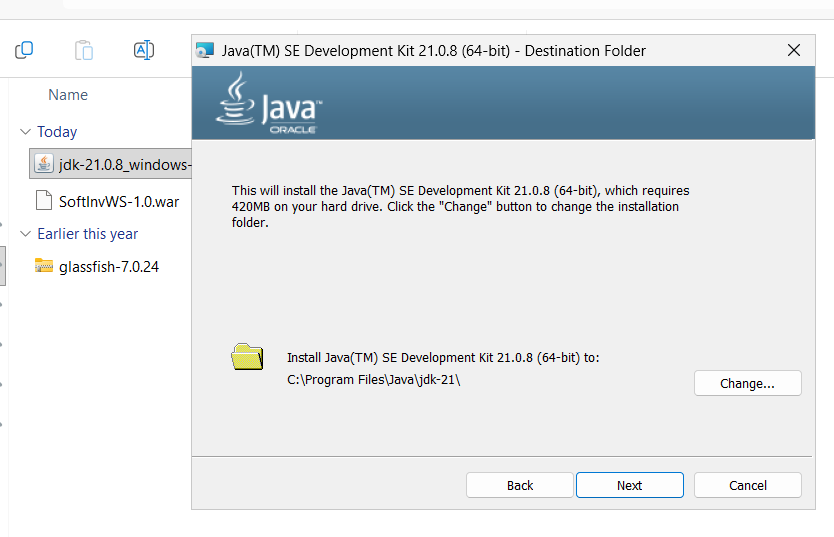 Java(TM) SE Development Kit 21.0.8 (64-bit) - Destination Folder
Name
Today
jdk-21.0.8_windows-
SoftInvWS-1.0.war
Earlier this year
glassfish-7.0.24
Java™
ORACLE
This will install the Java(TM) SE Development Kit 21.0.8 (64-bit), which requires
420MB on your hard drive. Click the "Change" button to change the installation
folder.
Install Java(TM) SE Development Kit 21.0.8 (64-bit) to:
C:\Program Files\Java\jdk-21\
Change...
Back
Next
Cancel